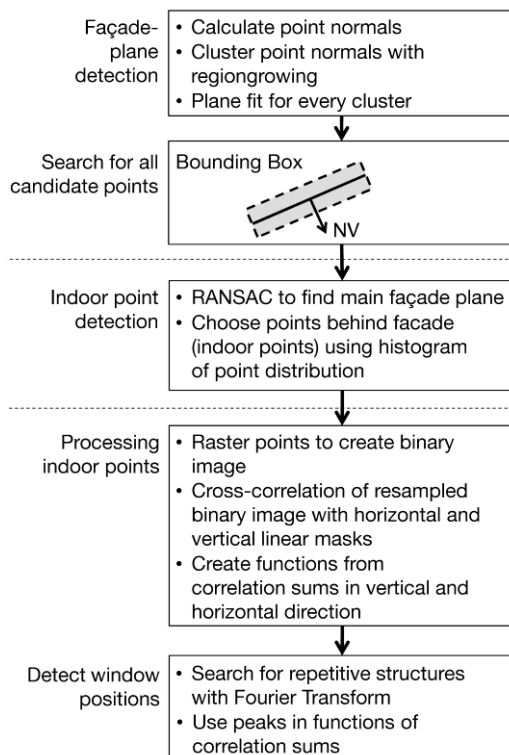 Façade-
plane
detection
• Calculate point normals
• Cluster point normals with
regiongrowing
• Plane fit for every cluster
Search for all
candidate points
Bounding Box
NV
Indoor point
detection
• RANSAC to find main façade plane
• Choose points behind facade
(indoor points) using histogram
of point distribution
Processing
indoor points
• Raster points to create binary
image
• Cross-correlation of resampled
binary image with horizontal and
vertical linear masks
• Create functions from
correlation sums in vertical and
horizontal direction
Detect window
positions
• Search for repetitive structures
with Fourier Transform
• Use peaks in functions of
correlation sums